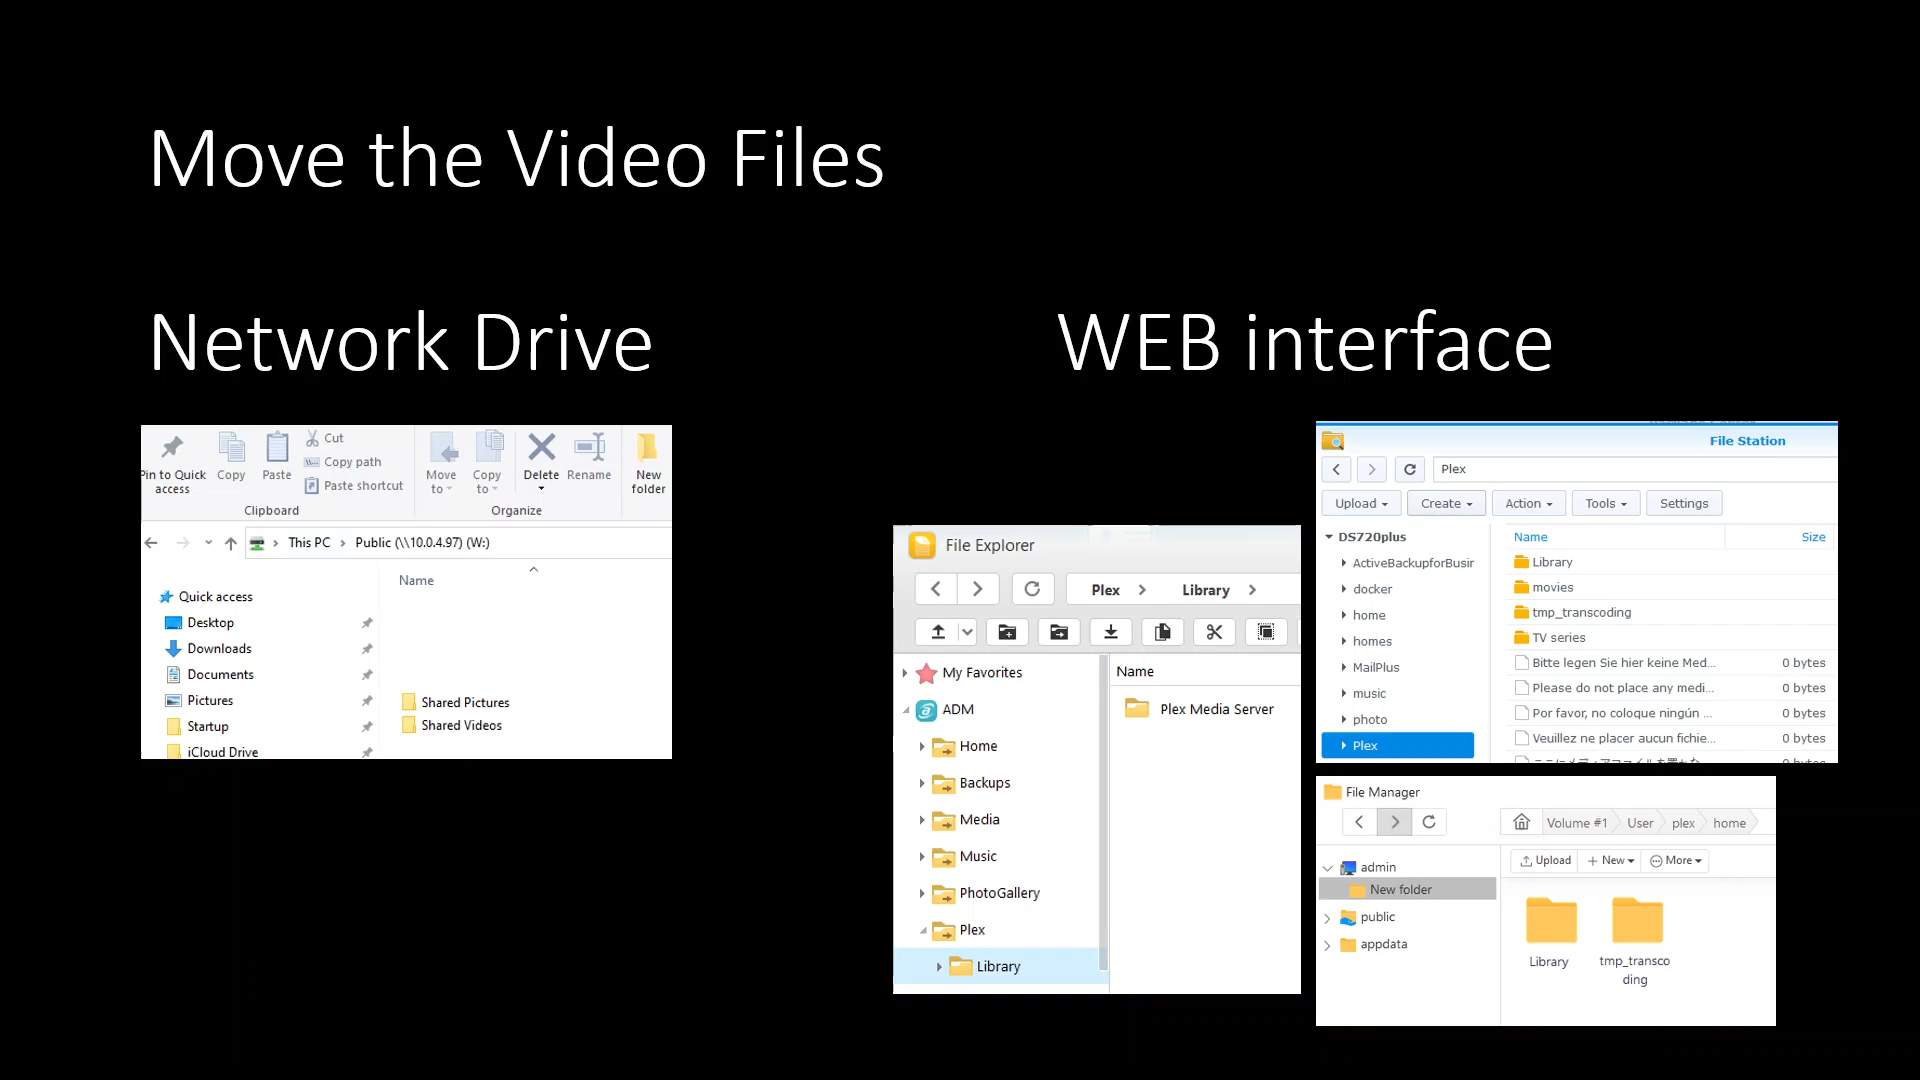 Move the Video Files
Network Drive
WEB interface
Pin to Quick access
Copy
Paste
Cut
Copy path
Paste shortcut
Move to
Copy to
Delete
Rename
New folder
Clipboard
Organize
This PC > Public (\\10.0.4.97) (W:)
Name
Quick access
Desktop
Downloads
Documents
Pictures
Startup
iCloud Drive
Shared Pictures
Shared Videos
File Explorer
Plex > Library >
My Favorites
ADM
Home
Backups
Media
Music
PhotoGallery
Plex
Library
Name
Plex Media Server
File Station
Plex
Upload Create Action Tools Settings
DS720plus
ActiveBackupforBusir
docker
home
homes
MailPlus
music
photo
Plex
Name Size
Library
movies
tmp_transcoding
TV series
Bitte legen Sie hier keine Med... 0 bytes
Please do not place any medi... 0 bytes
Por favor, no coloque ningún ... 0 bytes
Veuillez ne placer aucun fichie... 0 bytes
File Manager
Volume #1 User plex home
Upload + New More
admin
New folder
public
appdata
Library
tmp_transco
ding